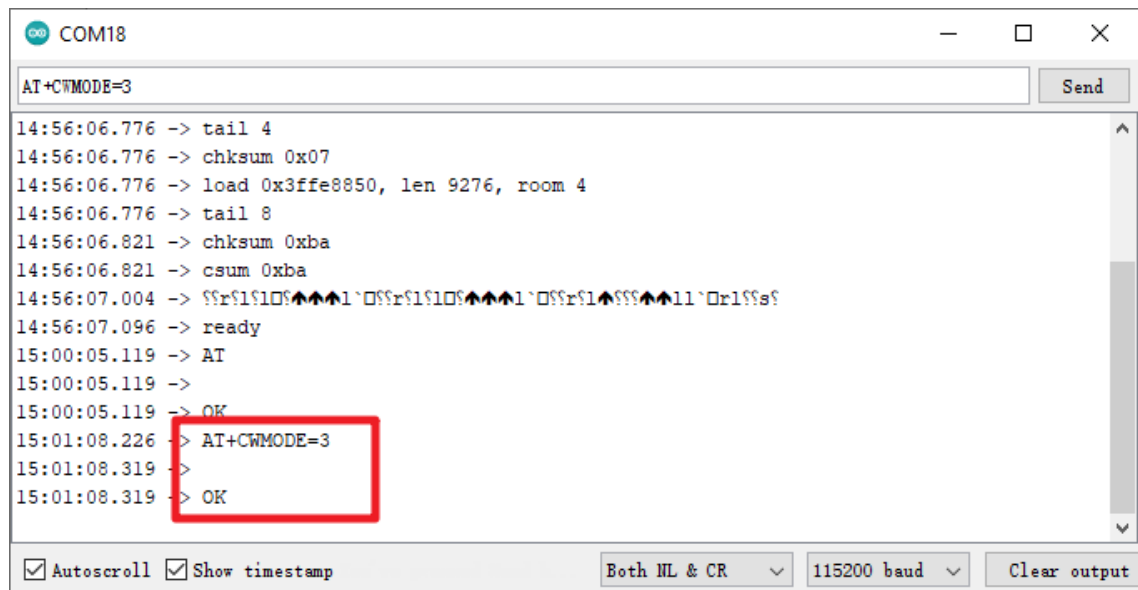 COM18
AT+CWMODE=3
Send
14:56:06.776 -> tail 4
14:56:06.776 -> chksum 0x07
14:56:06.776 -> load 0x3ffe8850, len 9276, room 4
14:56:06.776 -> tail 8
14:56:06.821 -> chksum 0xba
14:56:06.821 -> csum 0xba
14:56:07.004 -> ⸮⸮r⸮l⸮l□⸮🡅🡅🡅l`□⸮⸮r⸮l⸮l□⸮🡅🡅🡅l`□⸮⸮r⸮l🡅⸮⸮⸮🡅🡅ll`□rl⸮⸮s⸮
14:56:07.096 -> ready
15:00:05.119 -> AT
15:00:05.119 ->
15:00:05.119 -> OK
15:01:08.226 -> AT+CWMODE=3
15:01:08.319 ->
15:01:08.319 -> OK
Autoscroll Show timestamp Both NL & CR 115200 baud Clear output